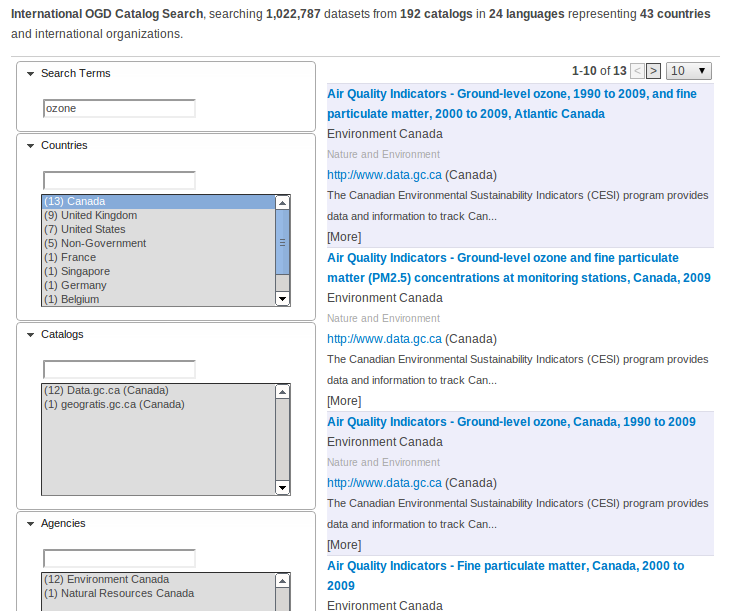 International OGD Catalog Search, searching 1,022,787 datasets from 192 catalogs in 24 languages representing 43 countries
and international organizations.
Search Terms
ozone
Countries
(13) Canada
(9) United Kingdom
(7) United States
(5) Non-Government
(1) France
(1) Singapore
(1) Germany
(1) Belgium
Catalogs
(12) Data.gc.ca (Canada)
(1) geogratis.gc.ca (Canada)
Agencies
(12) Environment Canada
(1) Natural Resources Canada
1-10 of 13 < > 10
Air Quality Indicators - Ground-level ozone, 1990 to 2009, and fine
particulate matter, 2000 to 2009, Atlantic Canada
Environment Canada
Nature and Environment
http://www.data.gc.ca (Canada)
The Canadian Environmental Sustainability Indicators (CESI) program provides
data and information to track Can...
[More]
Air Quality Indicators - Ground-level ozone and fine particulate
matter (PM2.5) concentrations at monitoring stations, Canada, 2009
Environment Canada
Nature and Environment
http://www.data.gc.ca (Canada)
The Canadian Environmental Sustainability Indicators (CESI) program provides
data and information to track Can...
[More]
Air Quality Indicators - Ground-level ozone, Canada, 1990 to 2009
Environment Canada
Nature and Environment
http://www.data.gc.ca (Canada)
The Canadian Environmental Sustainability Indicators (CESI) program provides
data and information to track Can...
[More]
Air Quality Indicators - Fine particulate matter, Canada, 2000 to
2009
Environment Canada